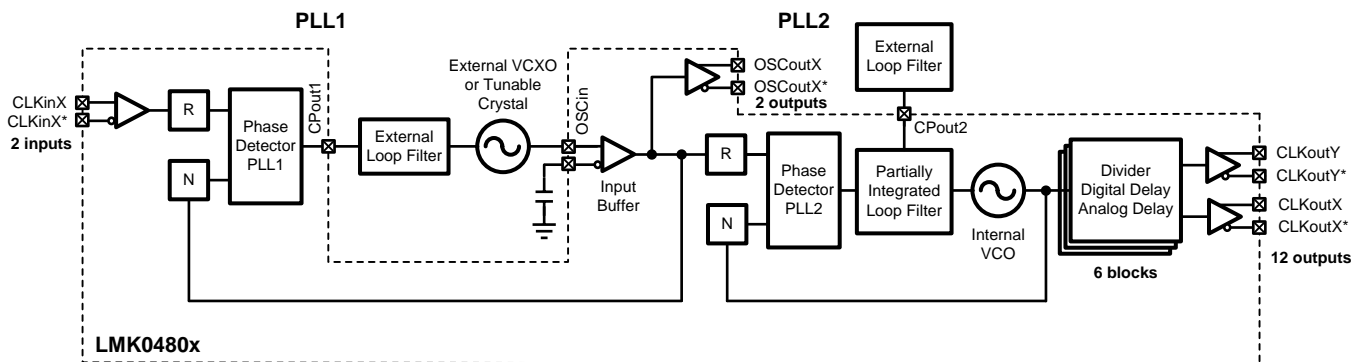 PLL1
PLL2
External
Loop Filter
External VCXO
or Tunable
Crystal
OSCoutX
OSCoutX*
2 outputs
CLKinX
CLKinX*
2 inputs
R
N
Phase
Detector
PLL1
CPout1
External
Loop Filter
OSCin
Input
Buffer
CPout2
R
N
Phase
Detector
PLL2
Partially
Integrated
Loop Filter
Internal
VCO
Divider
Digital Delay
Analog Delay
6 blocks
CLKoutY
CLKoutY*
CLKoutX
CLKoutX*
12 outputs
LMK0480x